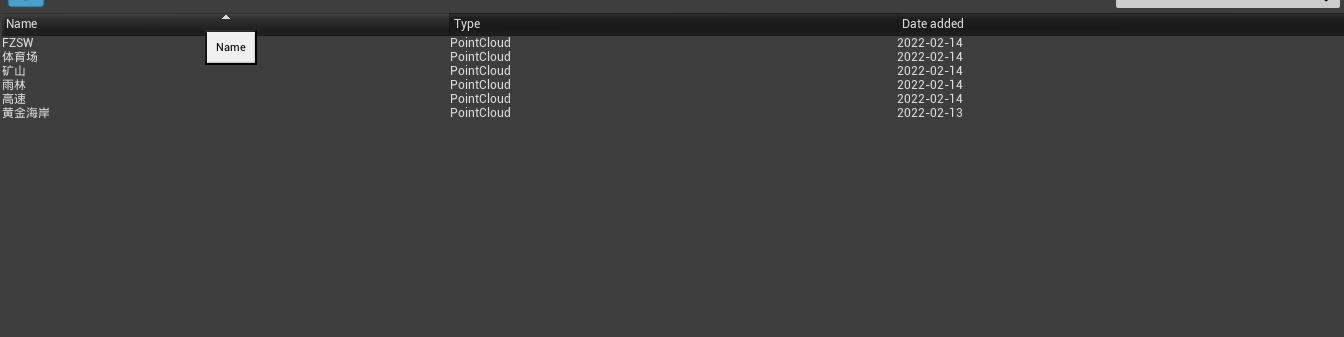 Name Type Date added
Name
FZSW PointCloud 2022-02-14
体育场 PointCloud 2022-02-14
矿山 PointCloud 2022-02-14
雨林 PointCloud 2022-02-14
高速 PointCloud 2022-02-14
黄金海岸 PointCloud 2022-02-13